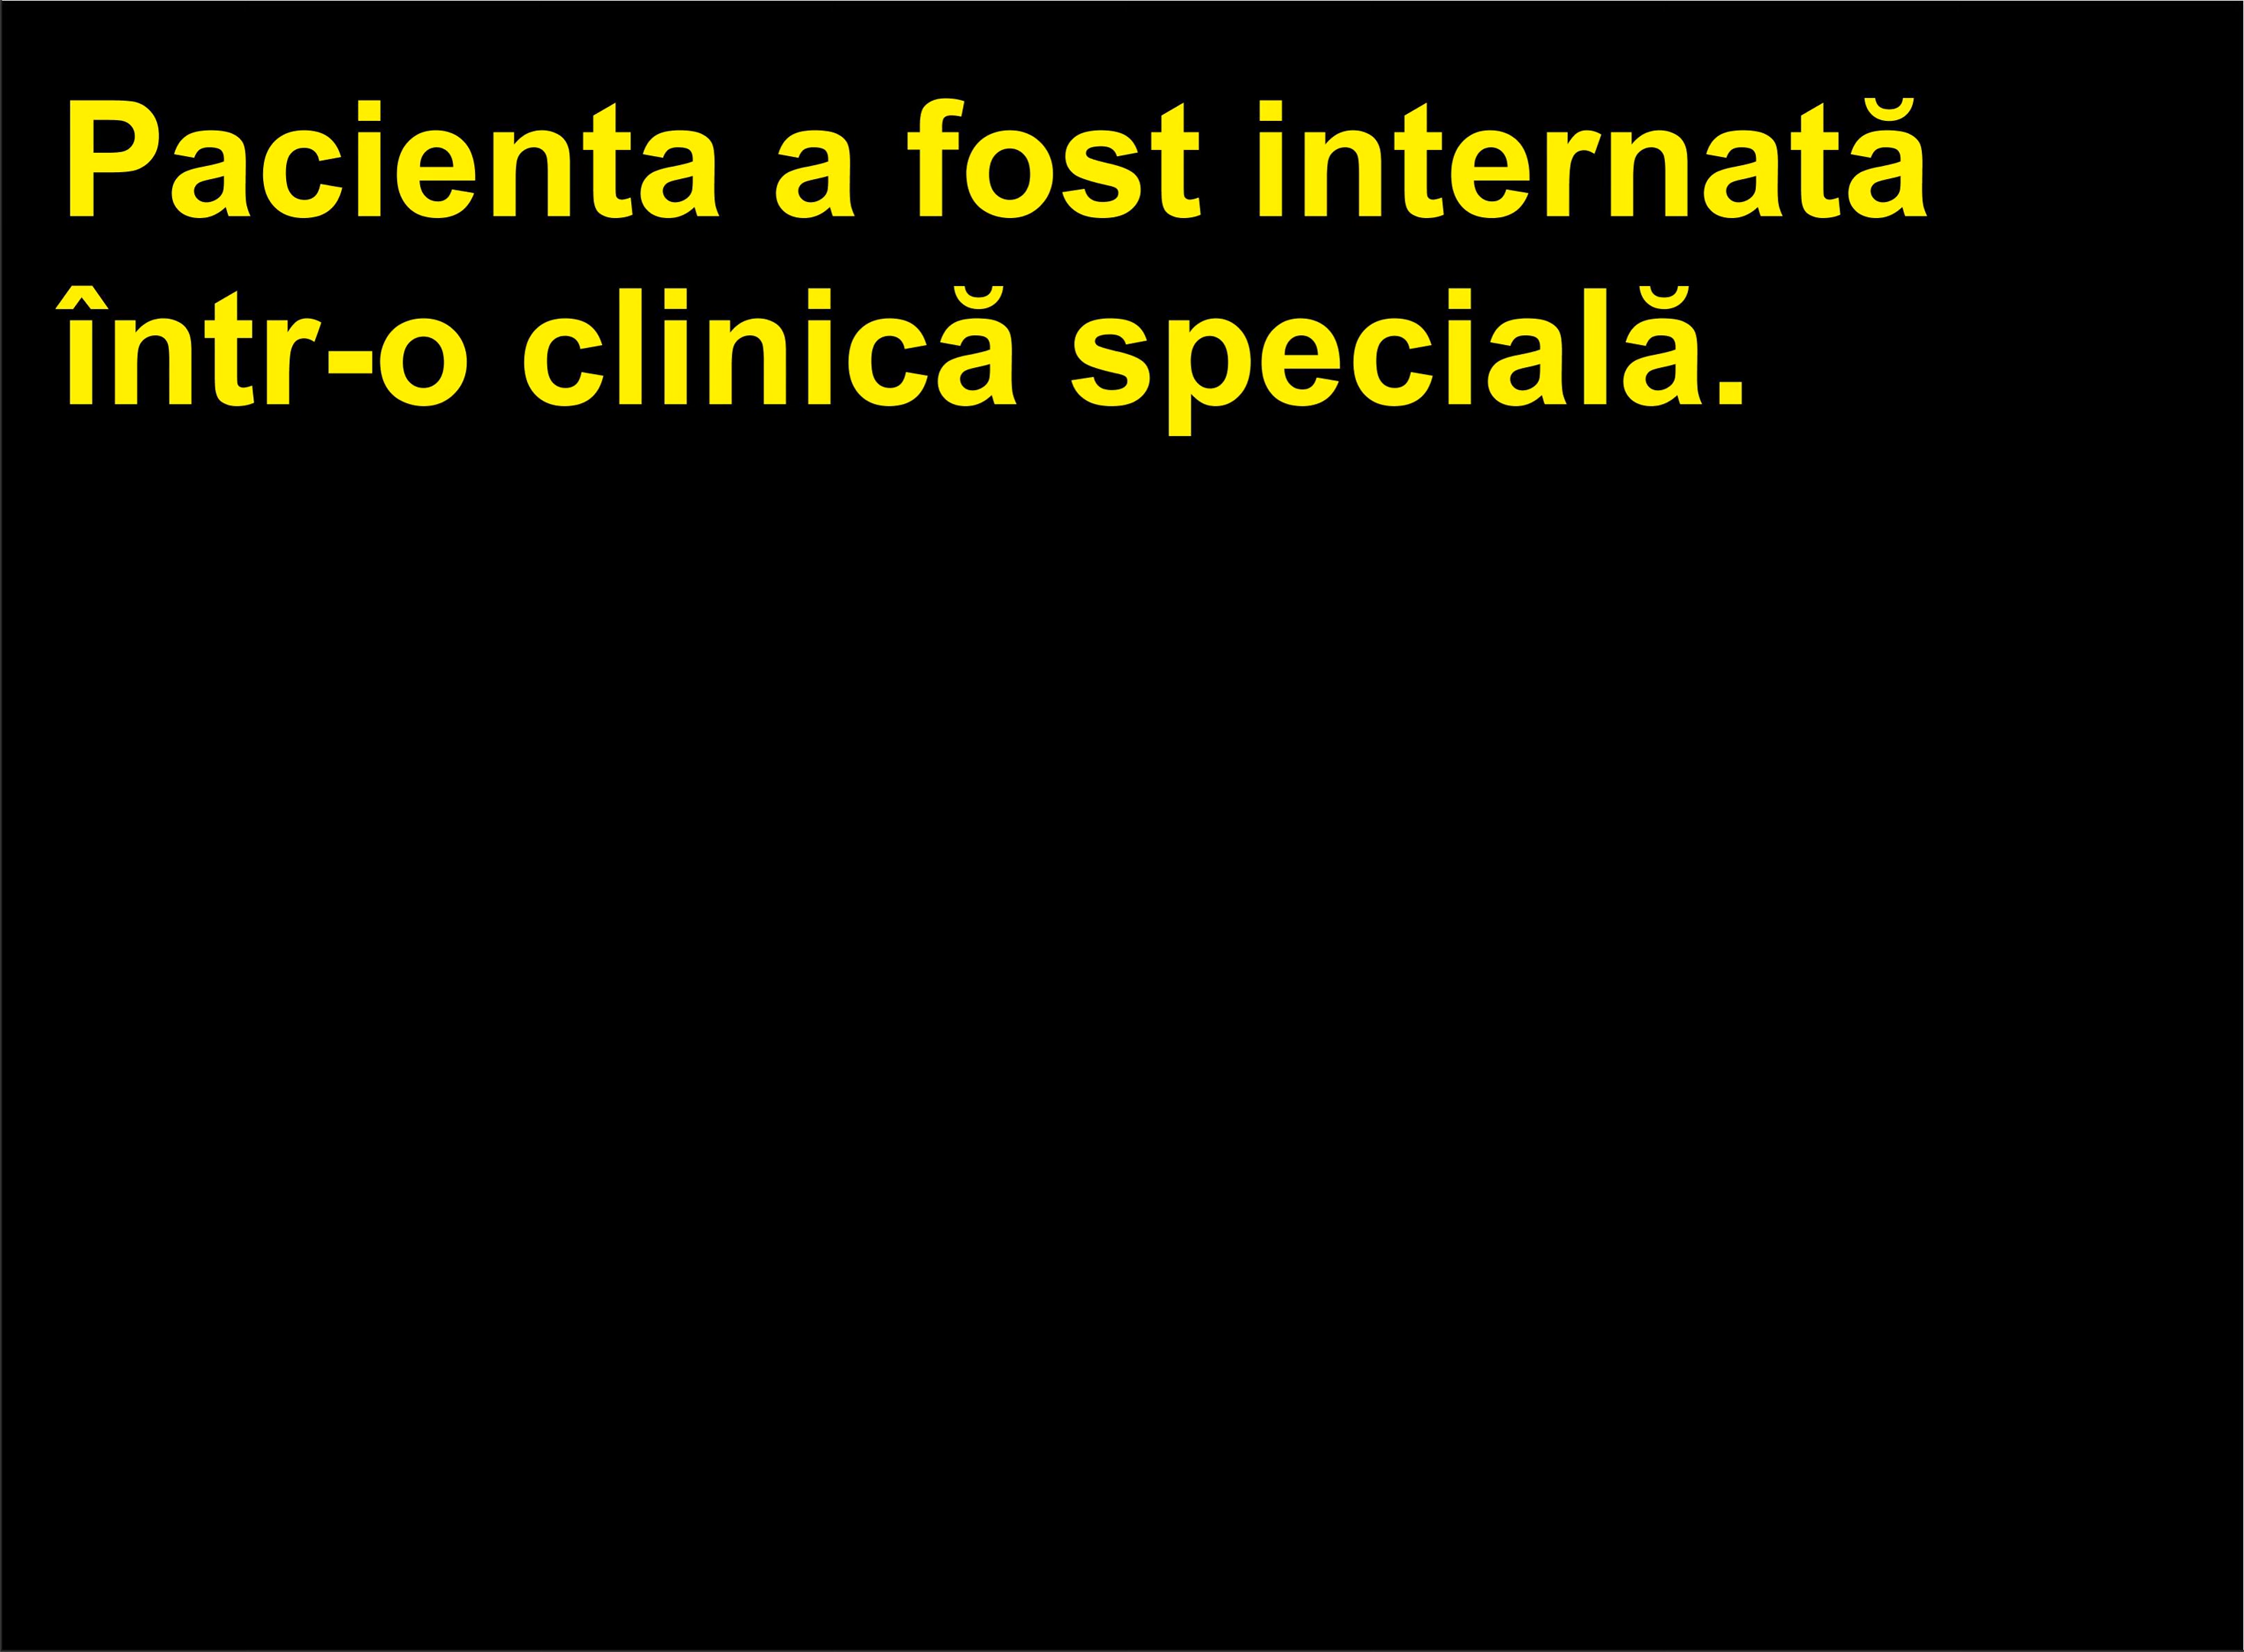 Pacienta a fost internată
într-o clinică specială.